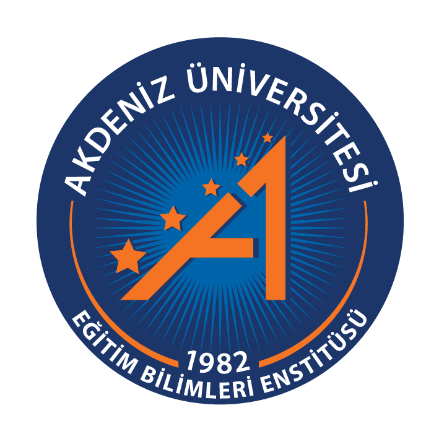 AKDENİZ ÜNİVERSİTESİ
1982
EĞİTİM BİLİMLERİ ENSTİTÜSÜ